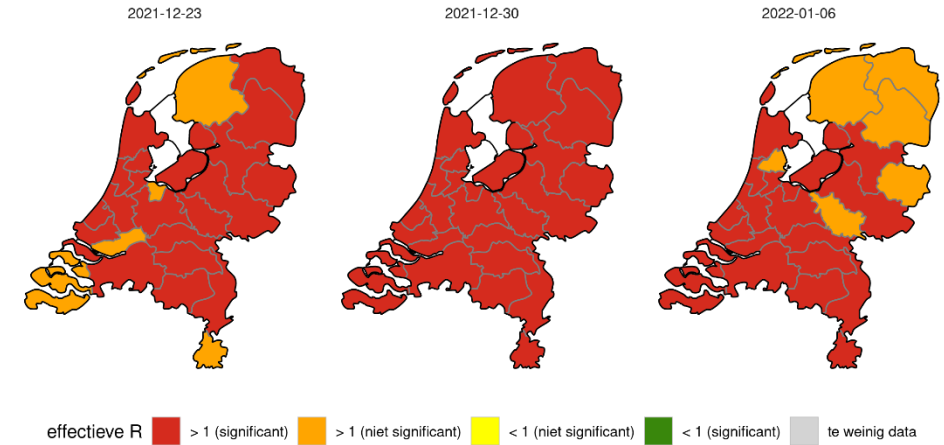 2021-12-23 2021-12-30 2022-01-06
effectieve R > 1 (significant) > 1 (niet significant) < 1 (niet significant) < 1 (significant) te weinig data